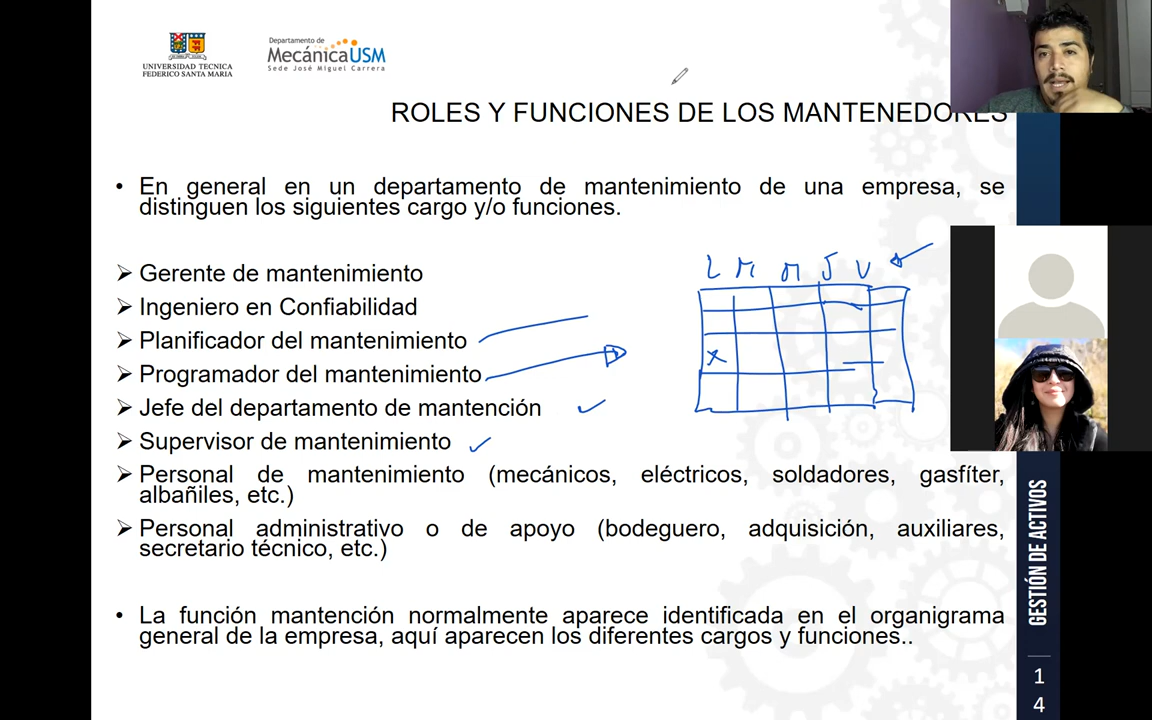 UNIVERSIDAD TECNICA
FEDERICO SANTA MARIA
Departamento de
MecánicaUSM
Sede José Miguel Carrera
ROLES Y FUNCIONES DE LOS MANTENEDORES
• En general en un departamento de mantenimiento de una empresa, se
distinguen los siguientes cargo y/o funciones.
L M M J V
➢ Gerente de mantenimiento
➢ Ingeniero en Confiabilidad
➢ Planificador del mantenimiento
➢ Programador del mantenimiento
x
➢ Jefe del departamento de mantención
➢ Supervisor de mantenimiento
➢ Personal de mantenimiento (mecánicos, eléctricos, soldadores, gasfíter,
albañiles, etc.)
➢ Personal administrativo o de apoyo (bodeguero, adquisición, auxiliares,
secretario técnico, etc.)
• La función mantención normalmente aparece identificada en el organigrama
general de la empresa, aquí aparecen los diferentes cargos y funciones..
GESTIÓN DE ACTIVOS
1
4